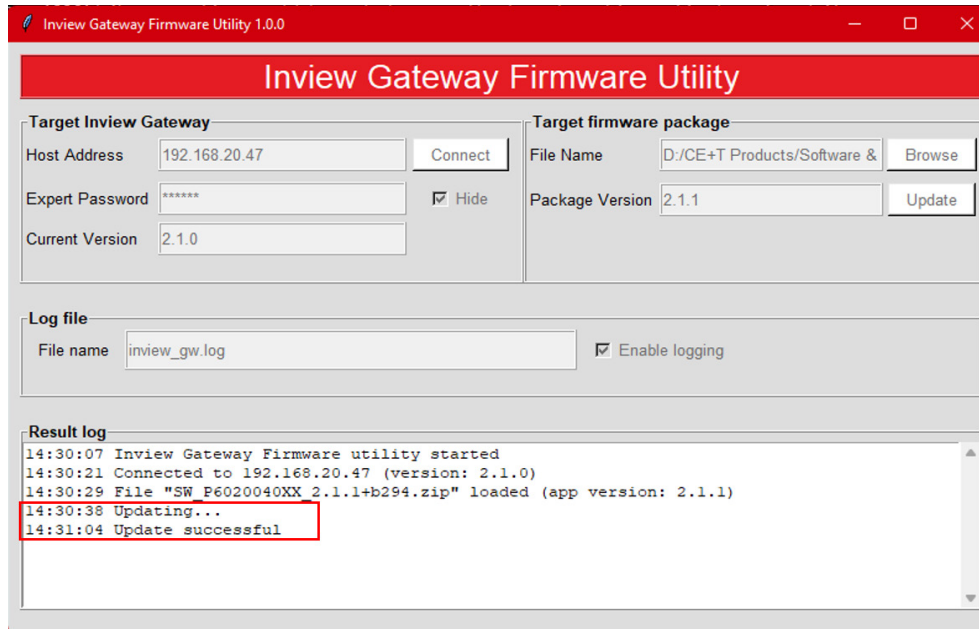 Inview Gateway Firmware Utility 1.0.0
Inview Gateway Firmware Utility
Target Inview Gateway
Host Address 192.168.20.47 Connect
Expert Password ****** Hide
Current Version 2.1.0
Target firmware package
File Name D:/CE+T Products/Software & Browse
Package Version 2.1.1 Update
Log file
File name inview_gw.log Enable logging
Result log
14:30:07 Inview Gateway Firmware utility started
14:30:21 Connected to 192.168.20.47 (version: 2.1.0)
14:30:29 File "SW_P6020040XX_2.1.1+b294.zip" loaded (app version: 2.1.1)
14:30:38 Updating...
14:31:04 Update successful